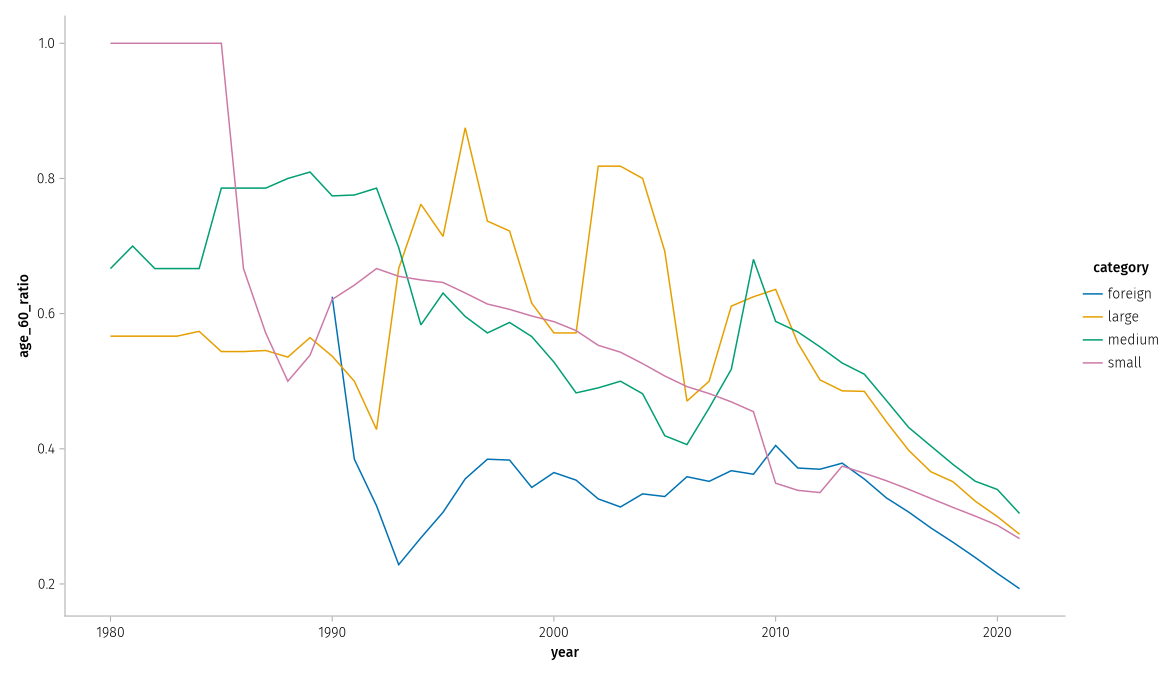 age_60_ratio
1.0
0.8
0.6
0.4
0.2
1980
1990
2000
2010
2020
year
category
foreign
large
medium
small